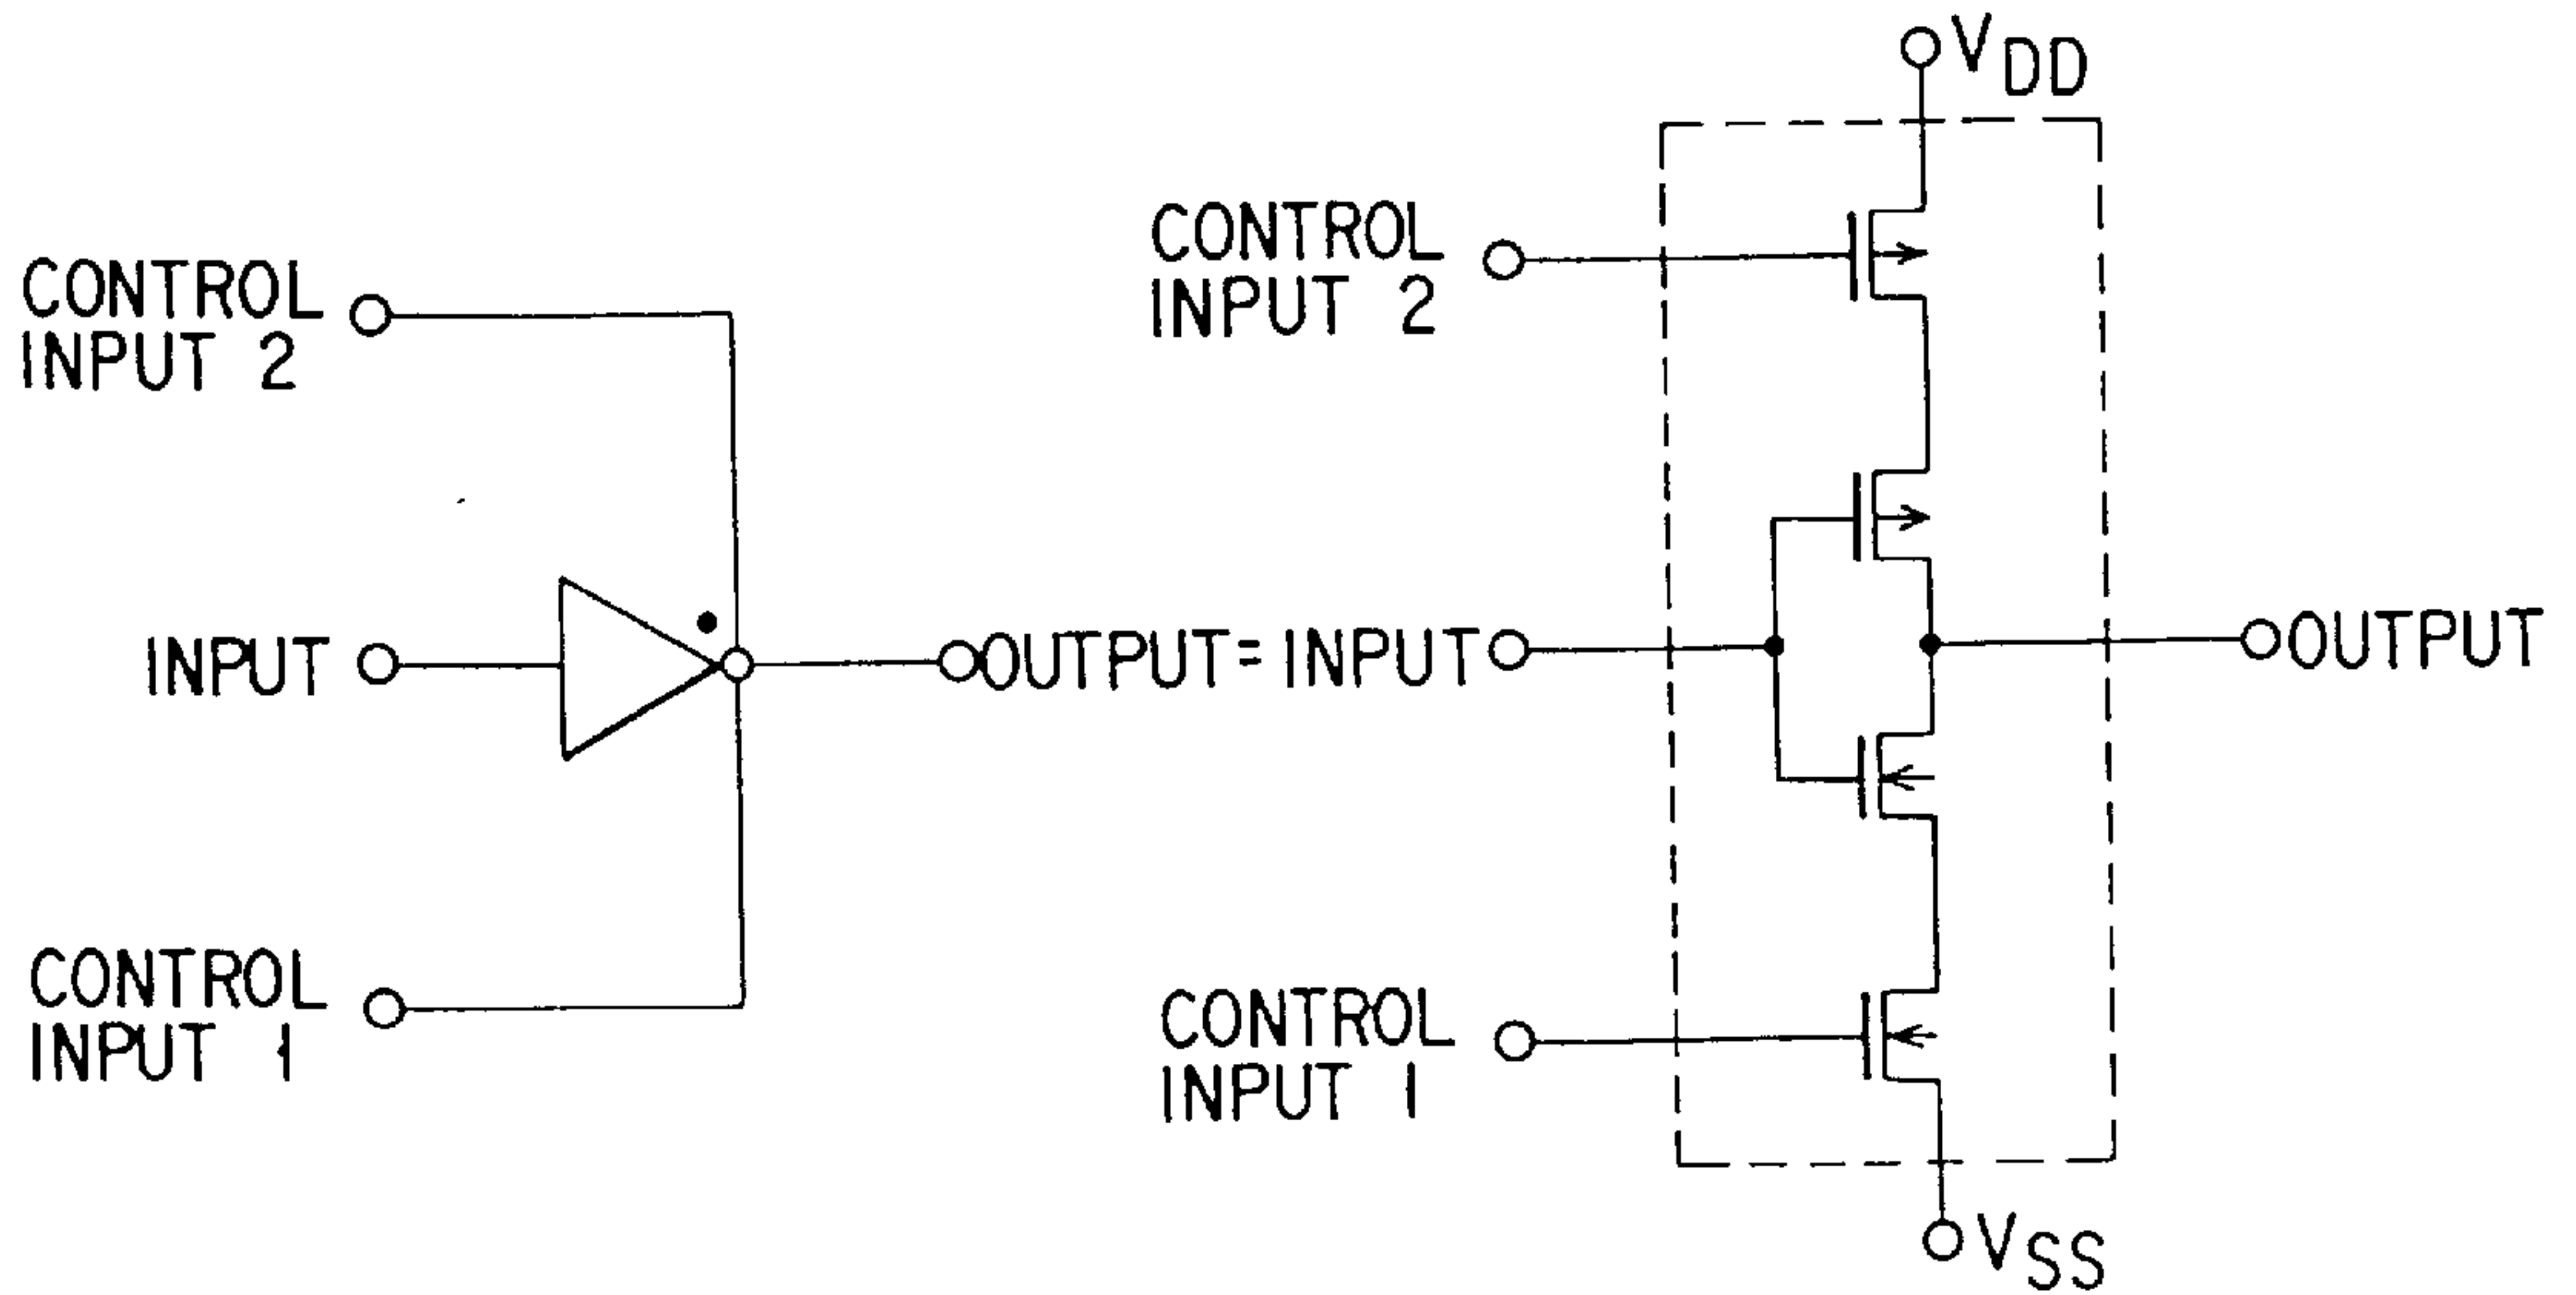 CONTROL
INPUT 2
INPUT
CONTROL
INPUT 1
OUTPUT = INPUT
VDD
CONTROL
INPUT 2
OUTPUT
CONTROL
INPUT 1
VSS